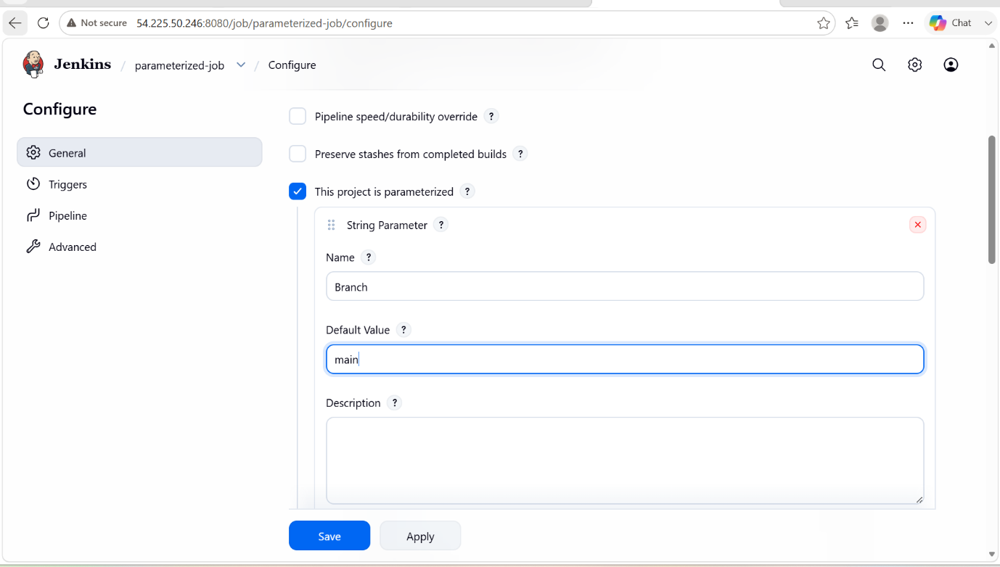 Not secure 54.225.50.246:8080/job/parameterized-job/configure Chat
Jenkins / parameterized-job / Configure
Configure
General
Triggers
Pipeline
Advanced
Pipeline speed/durability override ?
Preserve stashes from completed builds ?
This project is parameterized ?
String Parameter ?
Name ?
Branch
Default Value ?
main
Description ?
Save Apply